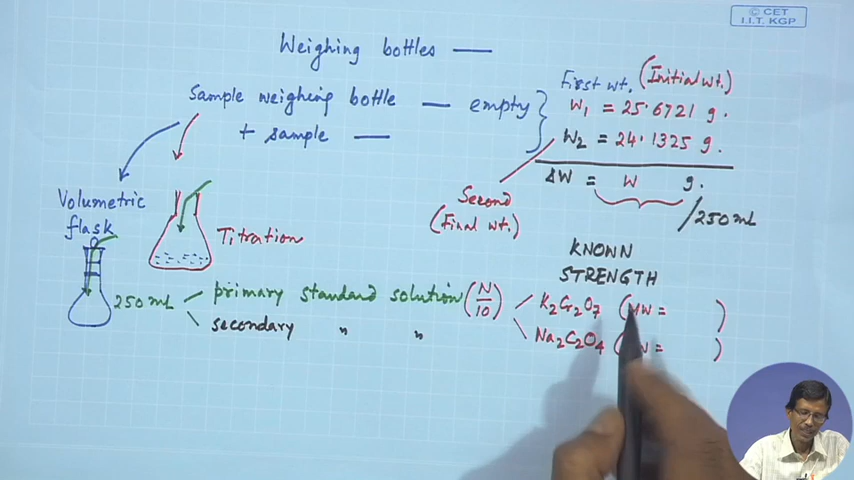 © CET
I.I.T. KGP
Weighing bottles —
First wt. (Initial wt.)
Sample weighing bottle — empty
W1 = 25.6721 g.
+ sample —
W2 = 24.1325 g.
ΔW = W g.
/250 mL
Second
(Final wt.)
Volumetric
flask
Titration
KNOWN
STRENGTH
250 mL
primary standard solution (N/10)
K2Cr2O7 (MW = )
secondary " "
Na2C2O4 ( W = )